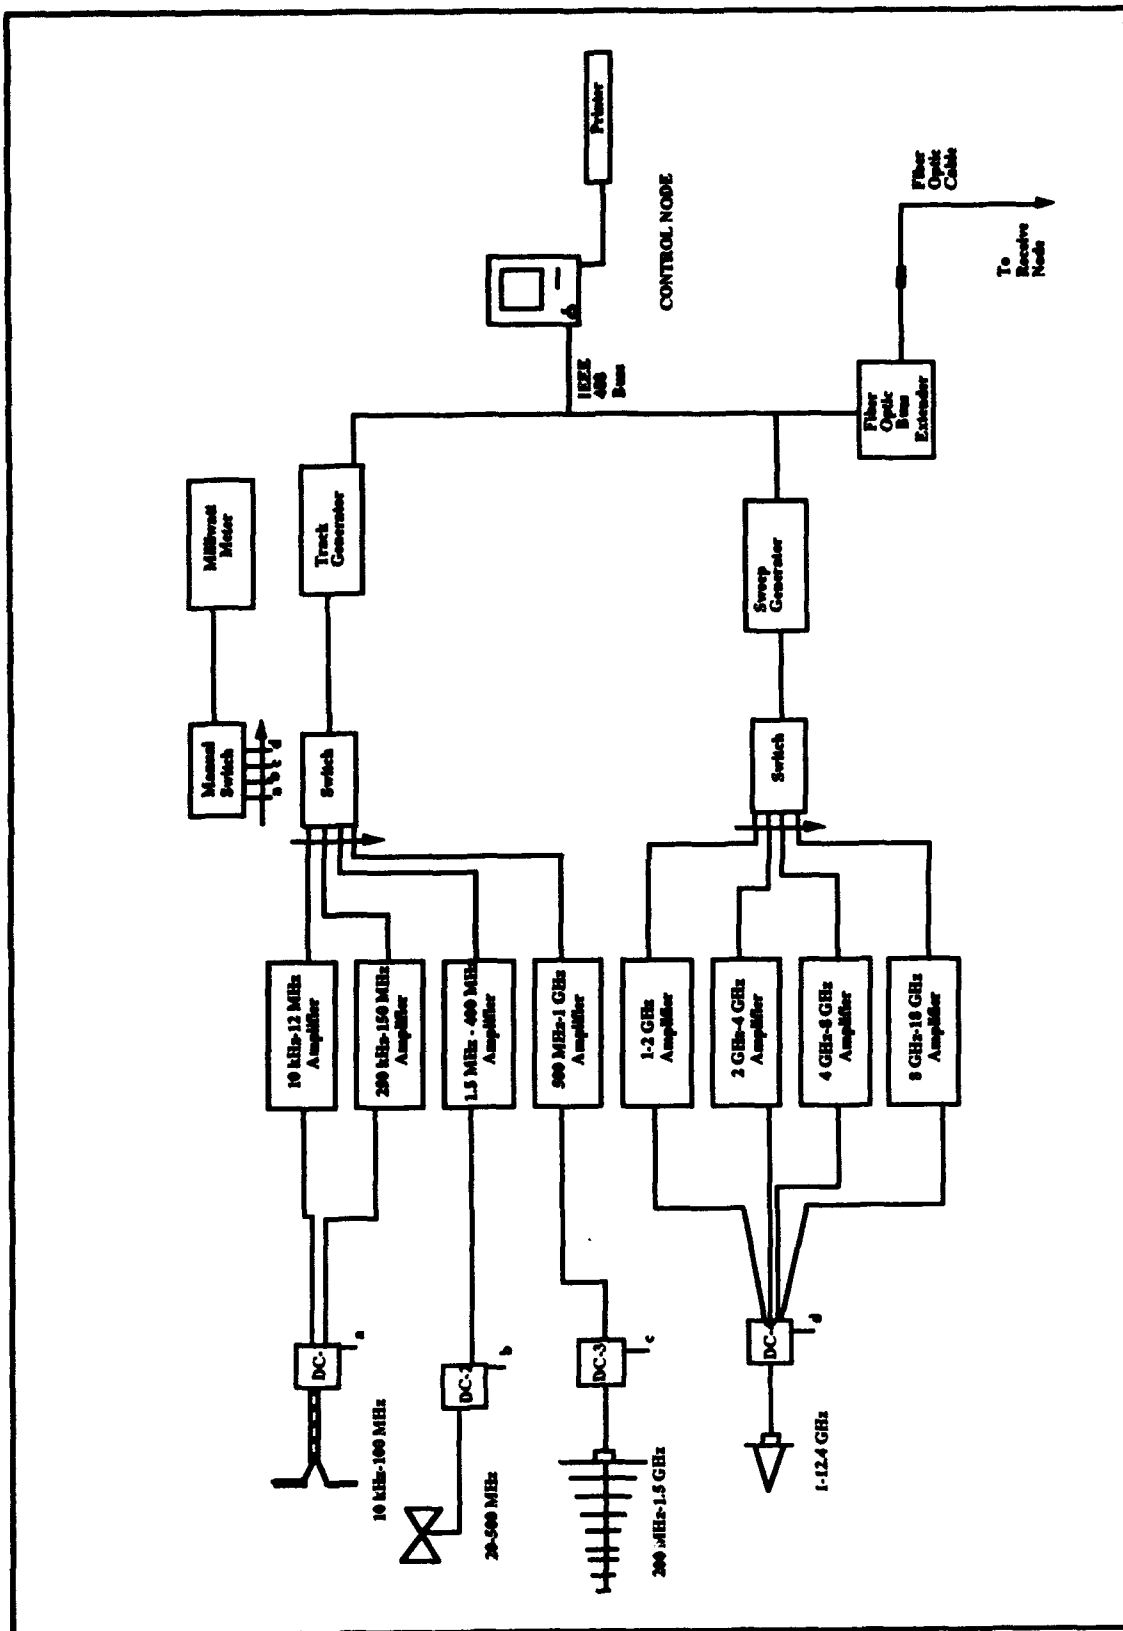 10 kHz-100 MHz
20-500 MHz
200 MHz-1.5 GHz
1-12.4 GHz
DC-
a
DC-2
b
DC-3
c
DC-
d
10 kHz-12 MHz
Amplifier
200 kHz-150 MHz
Amplifier
1.5 MHz - 400 MHz
Amplifier
500 MHz-1 GHz
Amplifier
1-2 GHz
Amplifier
2 GHz-4 GHz
Amplifier
4 GHz-8 GHz
Amplifier
8 GHz-18 GHz
Amplifier
Manual
Switch
a b c d
Switch
Switch
Milliwatt
Meter
Track
Generator
Sweep
Generator
IEEE
488
Buss
Fiber
Optic
Buss
Extender
CONTROL NODE
Printer
To
Receive
Node
Fiber
Optic
Cable